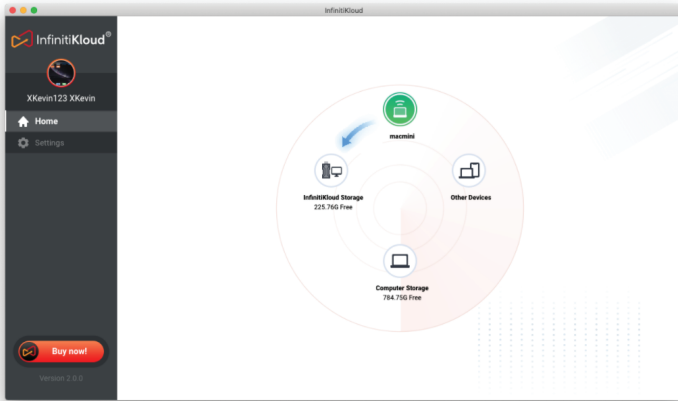 InfinitiKloud
InfinitiKloud®
XKevin123 XKevin
Home
Settings
macmini
InfinitiKloud Storage
225.76G Free
Other Devices
Computer Storage
784.75G Free
Buy now!
Version 2.0.0